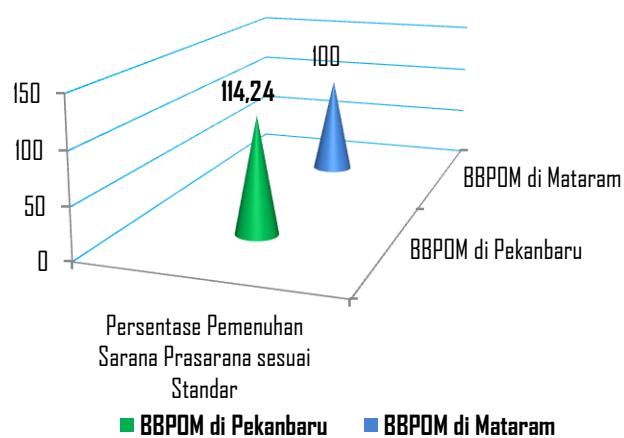 150
100
50
0
114,24
100
BBPOM di Mataram
BBPOM di Pekanbaru
Persentase Pemenuhan
Sarana Prasarana sesuai
Standar
BBPOM di Pekanbaru BBPOM di Mataram